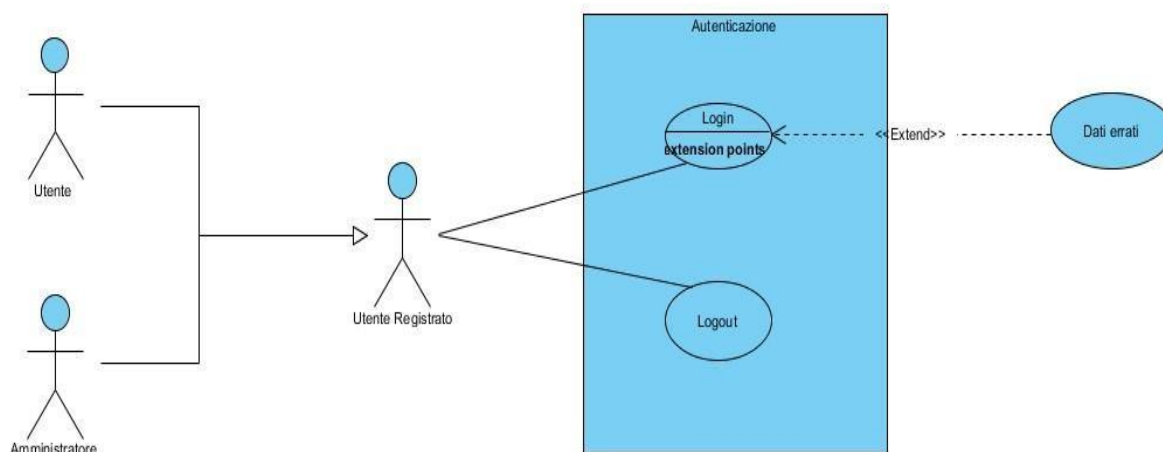 Autenticazione
Login
extension points
<<Extend>>
Dati errati
Utente
Utente Registrato
Logout
Amministratore